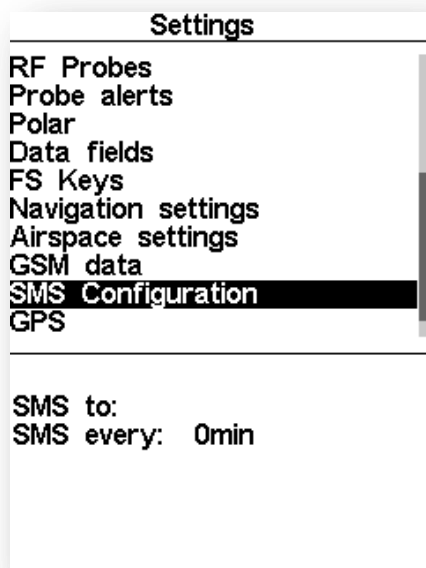 Settings
RF Probes
Probe alerts
Polar
Data fields
FS Keys
Navigation settings
Airspace settings
GSM data
SMS Configuration
GPS
SMS to:
SMS every: 0min